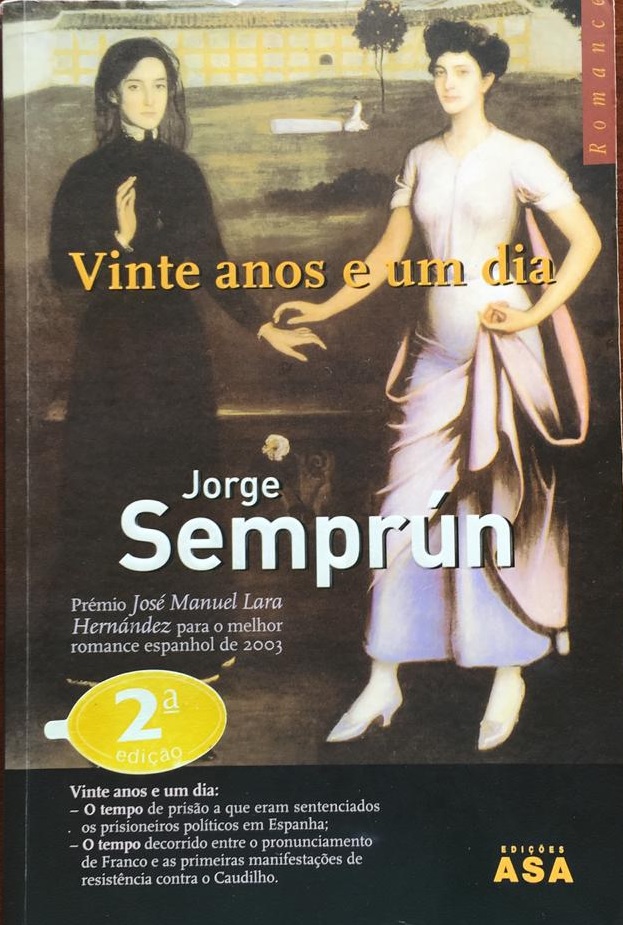 Romance
Vinte anos e um dia
Jorge
Semprún
Prémio José Manuel Lara
Hernández para o melhor
romance espanhol de 2003
2ª
edição
Vinte anos e um dia:
– O tempo de prisão a que eram sentenciados
os prisioneiros políticos em Espanha;
– O tempo decorrido entre o pronunciamento
de Franco e as primeiras manifestações de
resistência contra o Caudilho.
EDIÇÕES
ASA